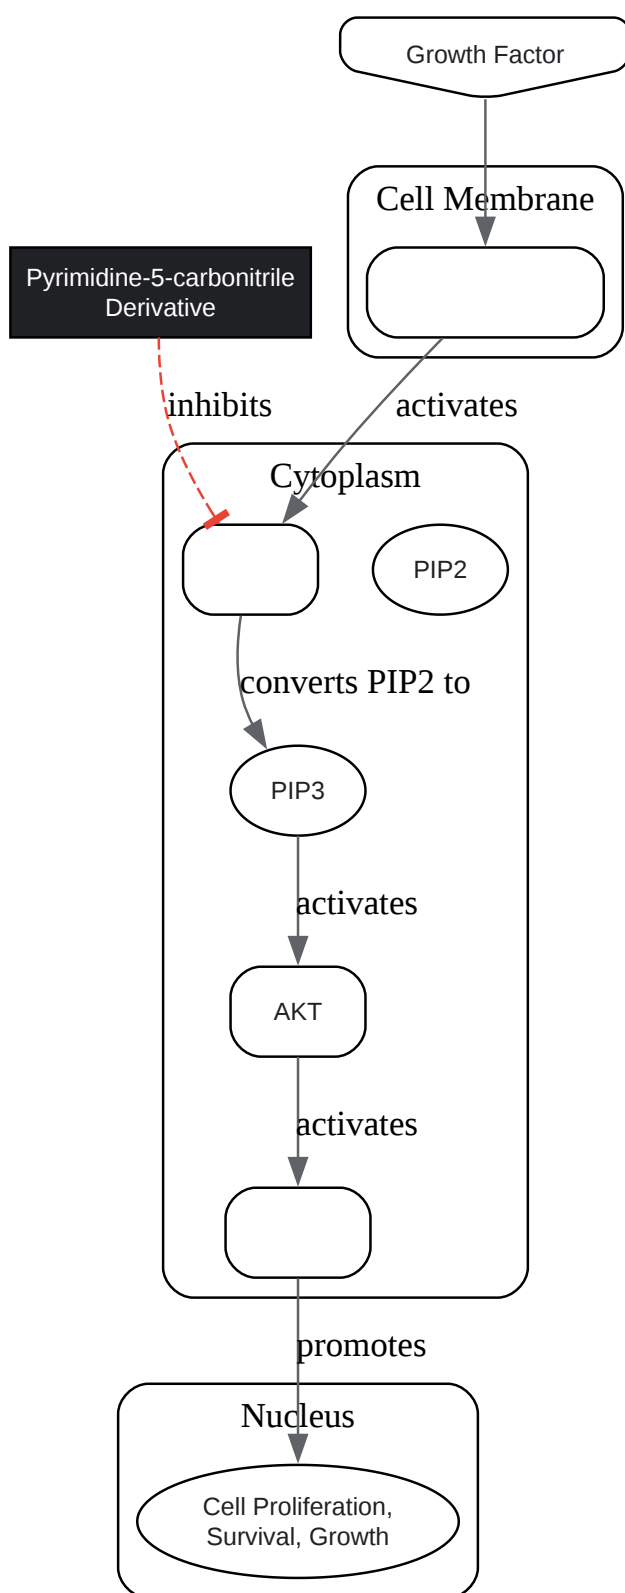 Growth Factor
Cell Membrane
Pyrimidine-5-carbonitrile
Derivative
inhibits
activates
Cytoplasm
PIP2
converts PIP2 to
PIP3
activates
AKT
activates
promotes
Nucleus
Cell Proliferation,
Survival, Growth